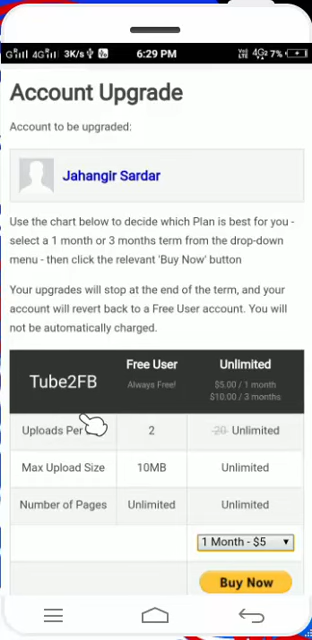 4G 3K/s 6:29 PM 4G 7%
Account Upgrade
Account to be upgraded:
JahangIr Sardar
Use the chart below to decide which Plan is best for you -
select a 1 month or 3 months term from the drop-down
menu - then click the relevant 'Buy Now' button
Your upgrades will stop at the end of the term, and your
account will revert back to a Free User account. You will
not be automatically charged.
Tube2FB Free User Unlimited
Always Free! $5.00 / 1 month
$10.00 / 3 months
Uploads Per 2 20 Unlimited
Max Upload Size 10MB Unlimited
Number of Pages Unlimited Unlimited
1 Month - $5
Buy Now